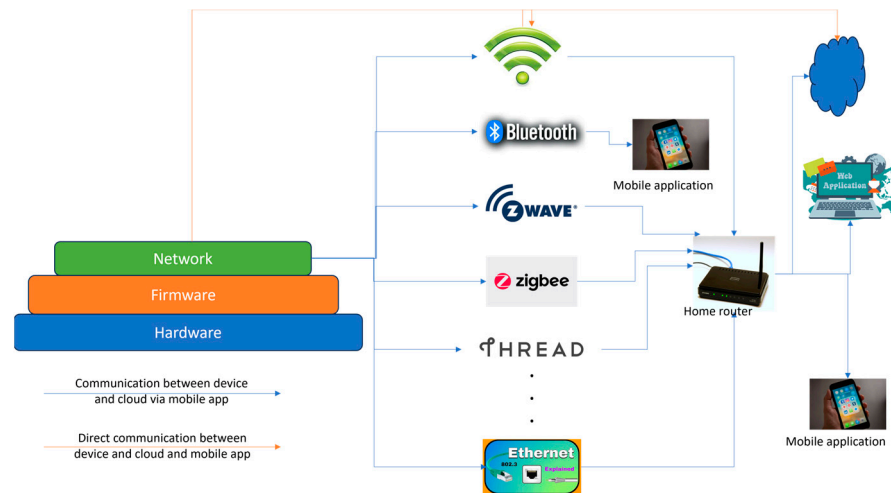 Bluetooth
Mobile application
Z WAVE®
Web
Application
Network
Firmware
Hardware
zigbee
Home router
THREAD
Communication between device
and cloud via mobile app
Direct communication between
device and cloud and mobile app
Ethernet
802.3
Explained
Mobile application